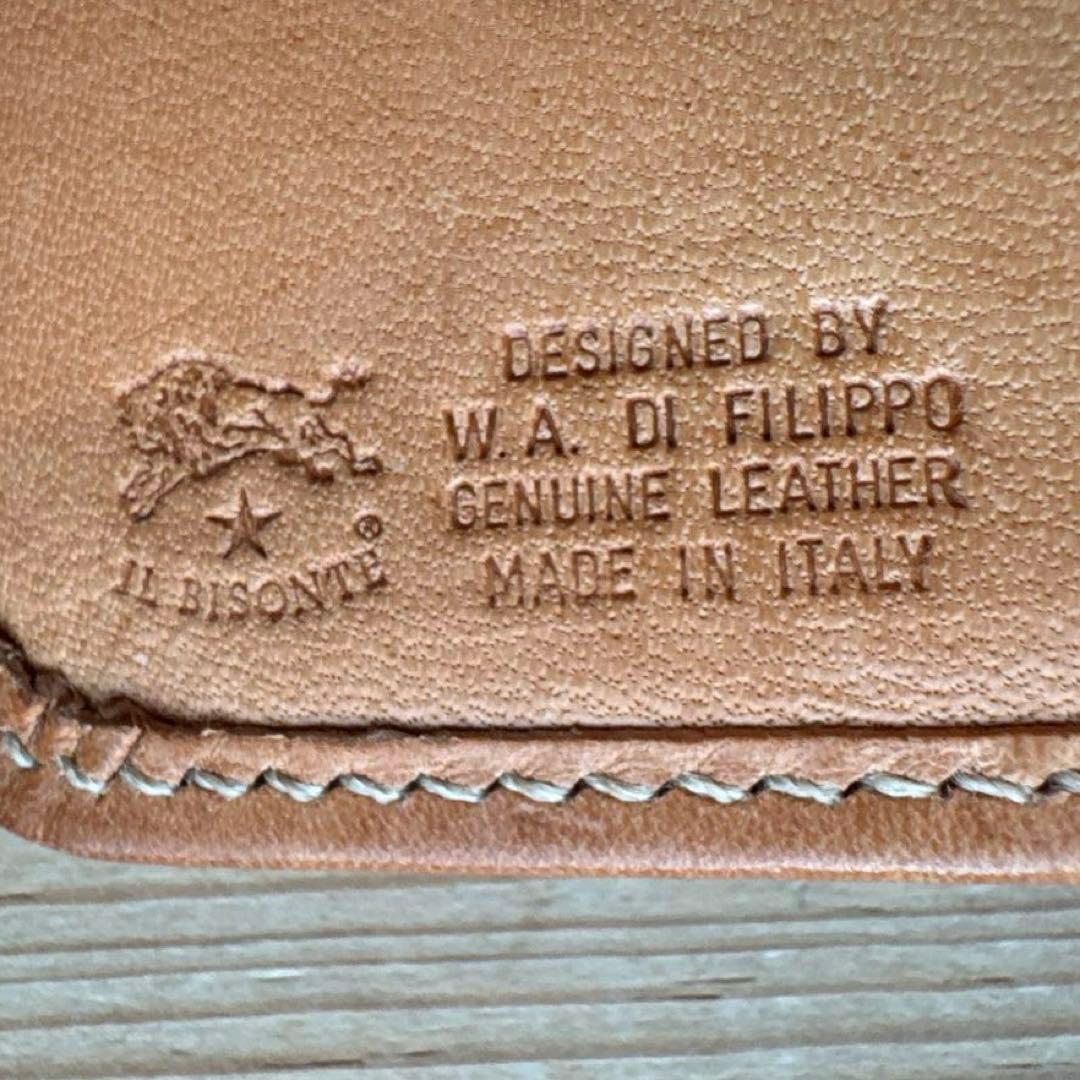 IL BISONTE®
DESIGNED BY
W.A. DI FILIPPO
GENUINE LEATHER
MADE IN ITALY